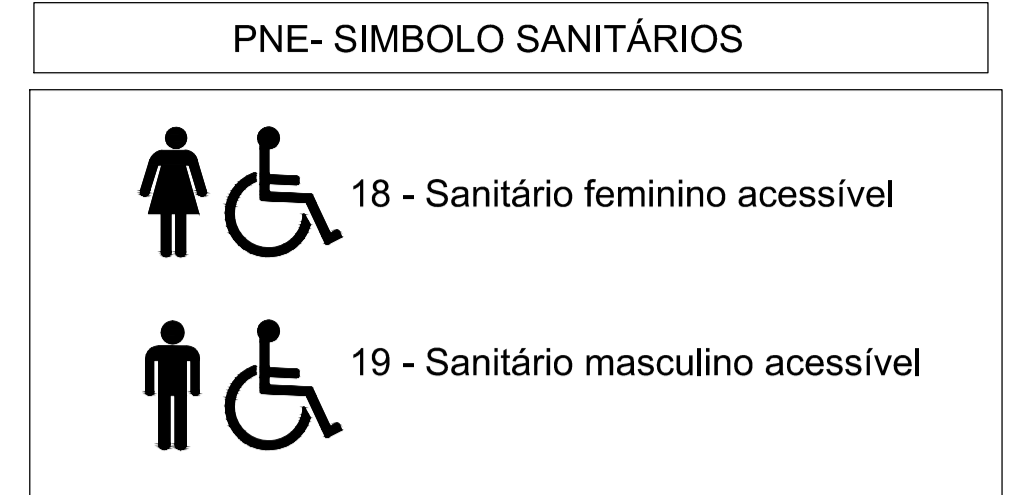 PNE- SIMBOLO SANITÁRIOS
18 - Sanitário feminino acessível
19 - Sanitário masculino acessível